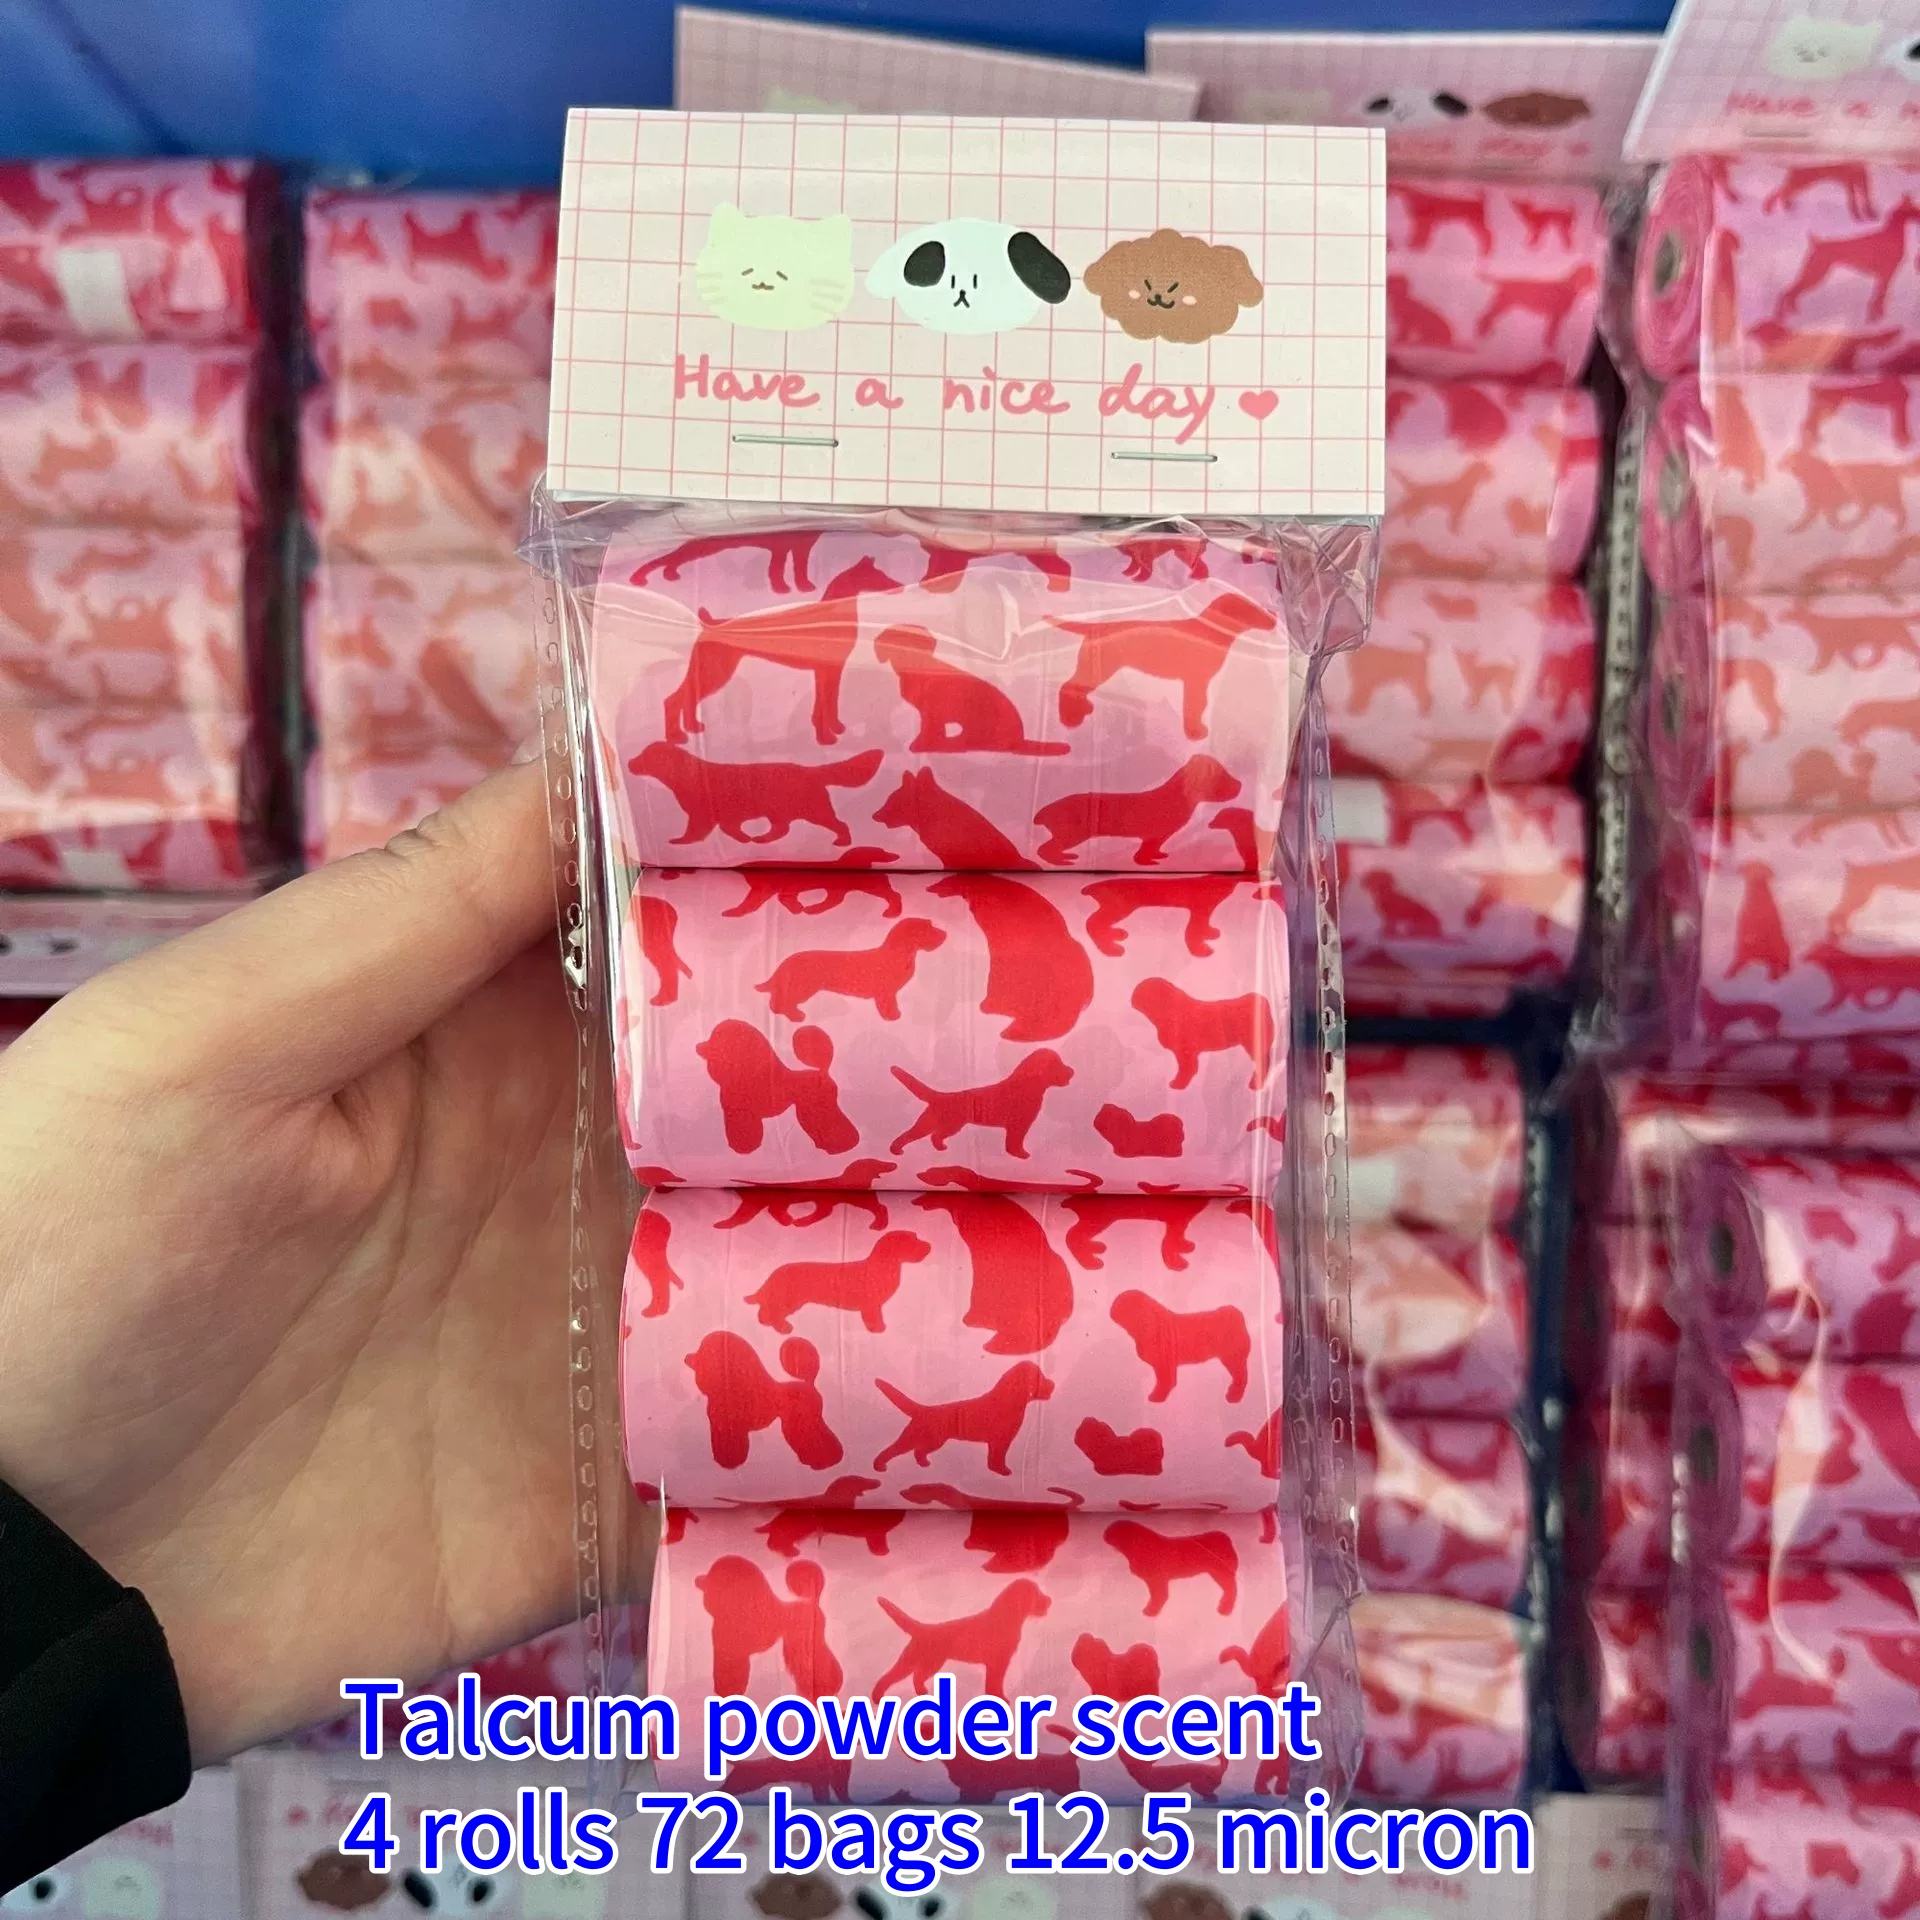 Have a nice day
Talcum powder scent
4 rolls 72 bags 12.5 micron